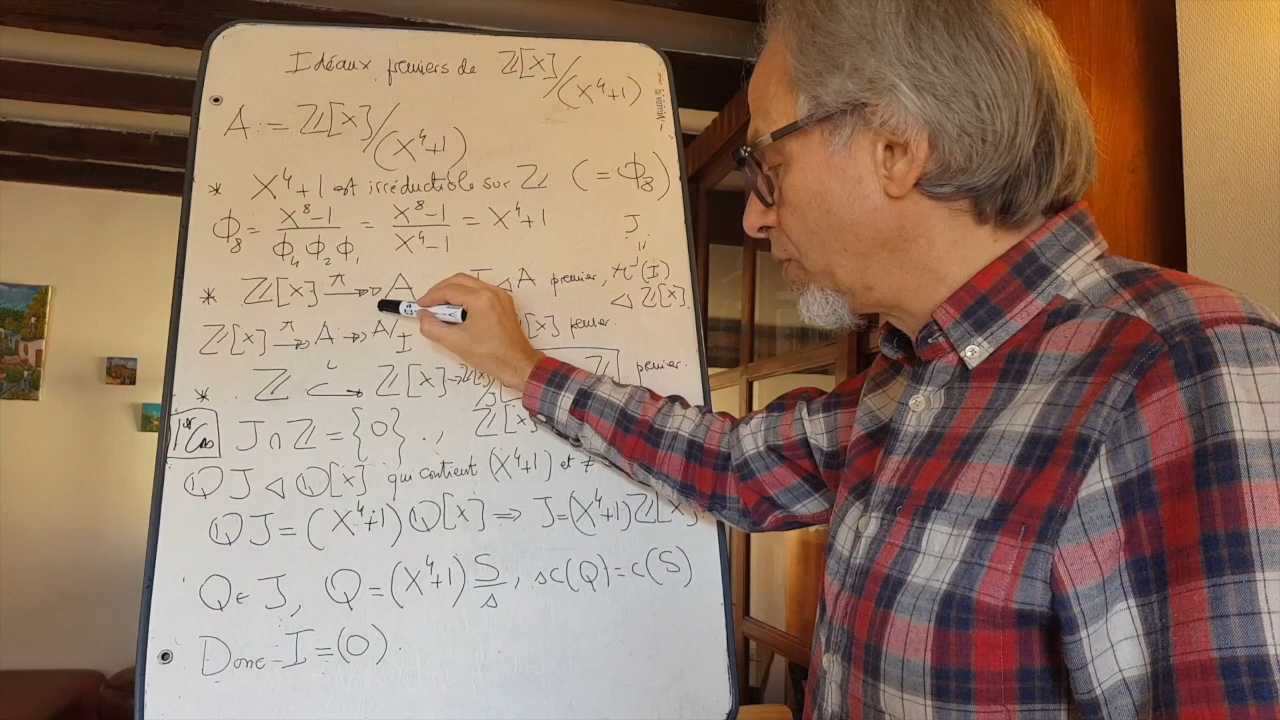 Idéaux premiers de Z[X]/(X⁴+1)
A := Z[X]/(X⁴+1)
* X⁴+1 est irréductible sur Z (= Φ₈)
Φ₈ = X⁸-1/Φ₄Φ₂Φ₁ = X⁸-1/X⁴-1 = X⁴+1
J
=
* Z[X] →π A I ◁ A premier, π⁻¹(I)
◁ Z[X].
Z[X] →π A → A/I [X] premier.
* Z ⊂→i Z[X] → Z[X]/J Z premier.
1er Cas J ∩ Z = {0}., Z[X]
QJ ◁ Q[X] qui contient (X⁴+1) et ≠
QJ = (X⁴+1)Q[X] ⇒ J = (X⁴+1)Z[X]
Q ∈ J, Q = (X⁴+1) S/s, sc(Q) = c(S)
Donc I = (0).